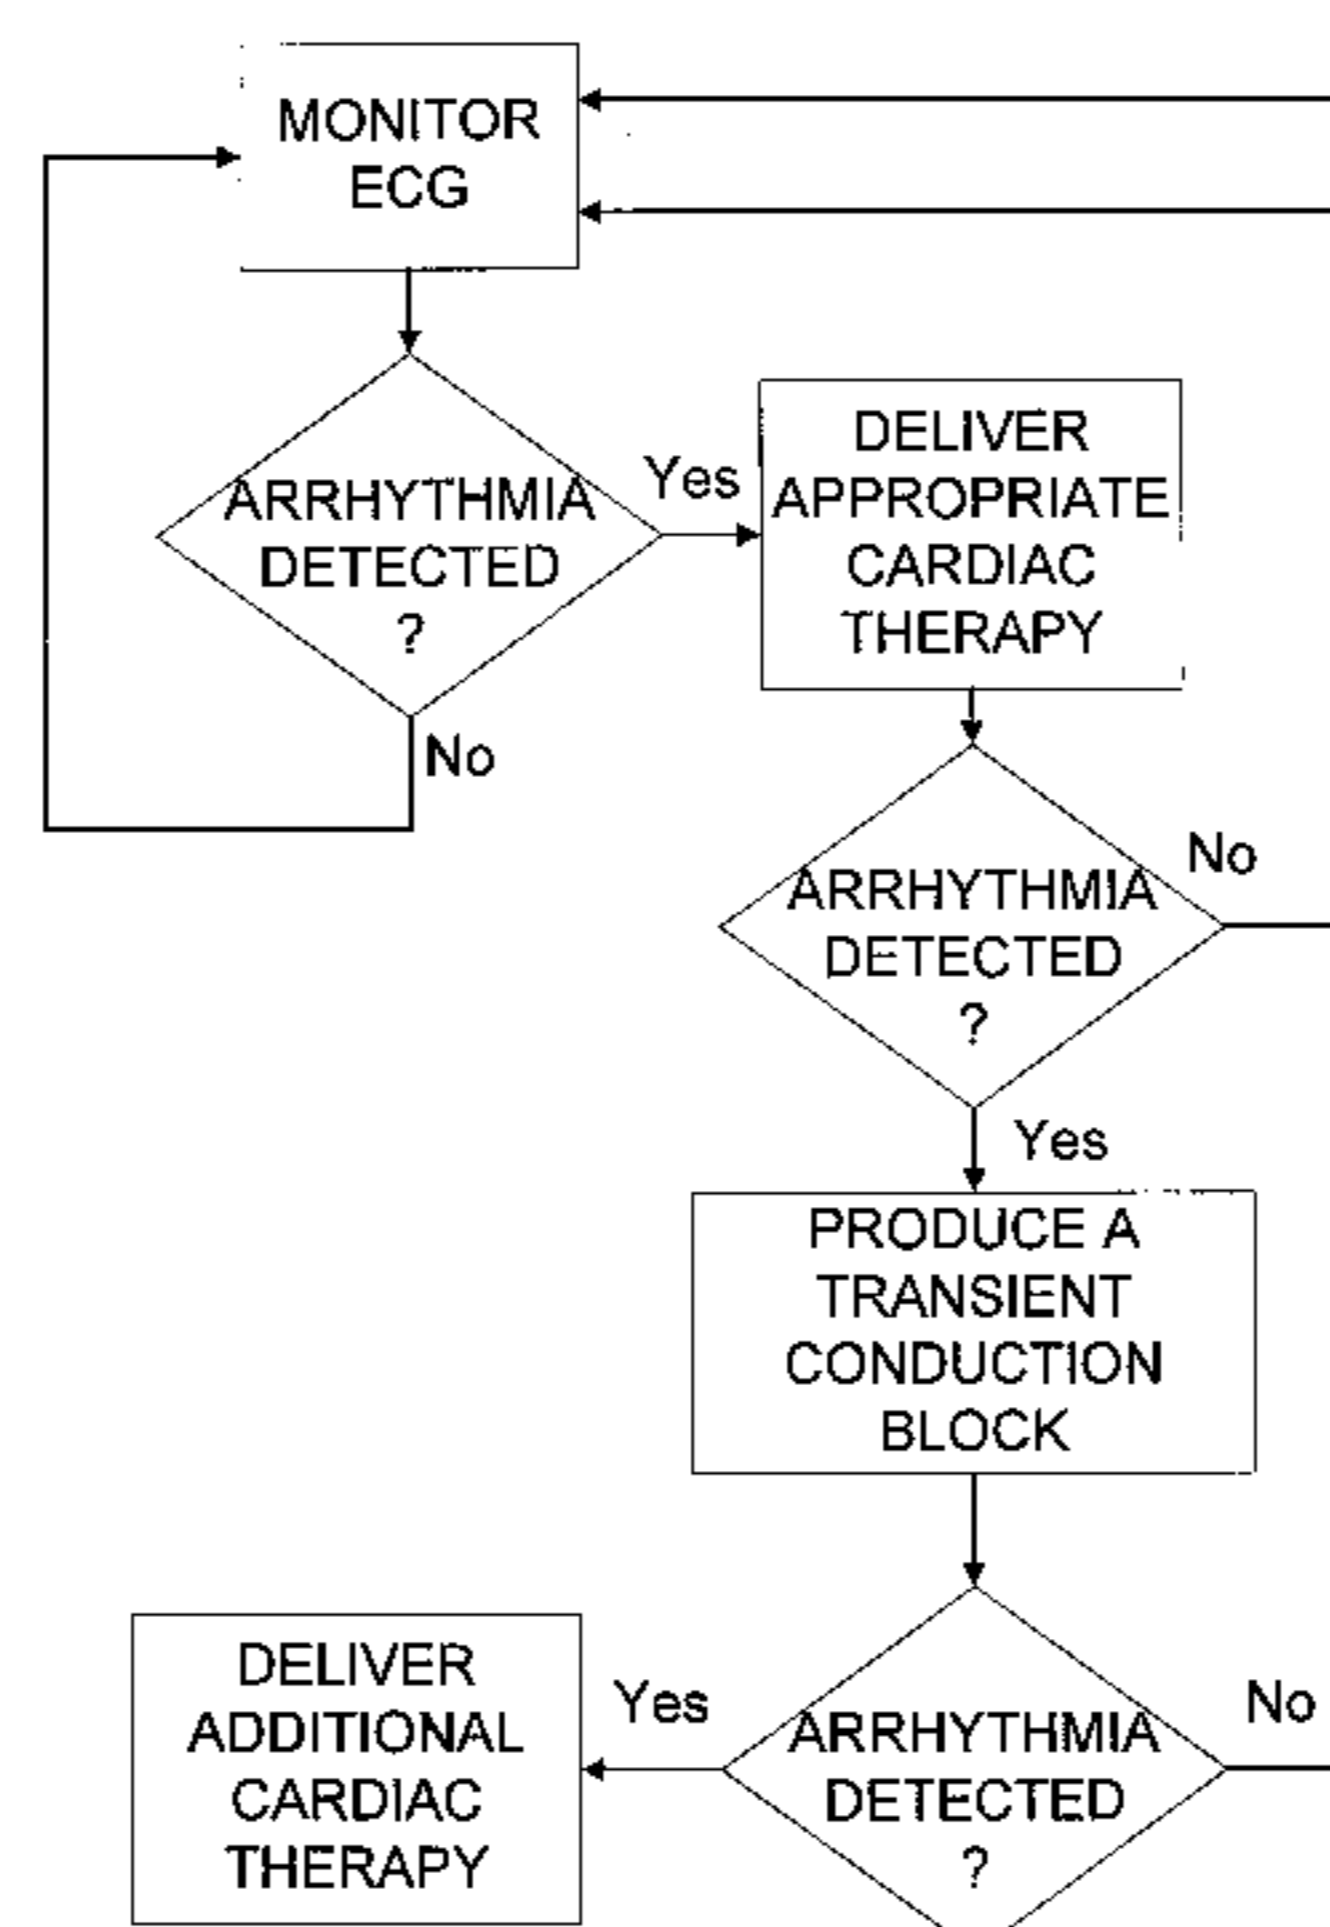 MONITOR
ECG
ARRHYTHMIA
DETECTED
?
Yes
No
DELIVER
APPROPRIATE
CARDIAC
THERAPY
ARRHYTHMIA
DETECTED
?
No
Yes
PRODUCE A
TRANSIENT
CONDUCTION
BLOCK
ARRHYTHMIA
DETECTED
?
Yes
No
DELIVER
ADDITIONAL
CARDIAC
THERAPY